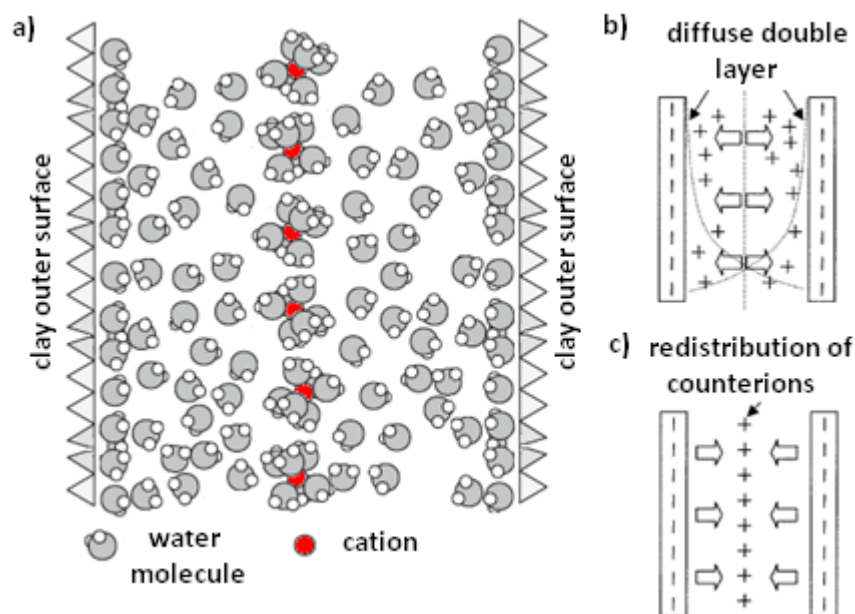 a)
clay outer surface
clay outer surface
water
molecule
cation
b)
diffuse double
layer
c)
redistribution of
counterions